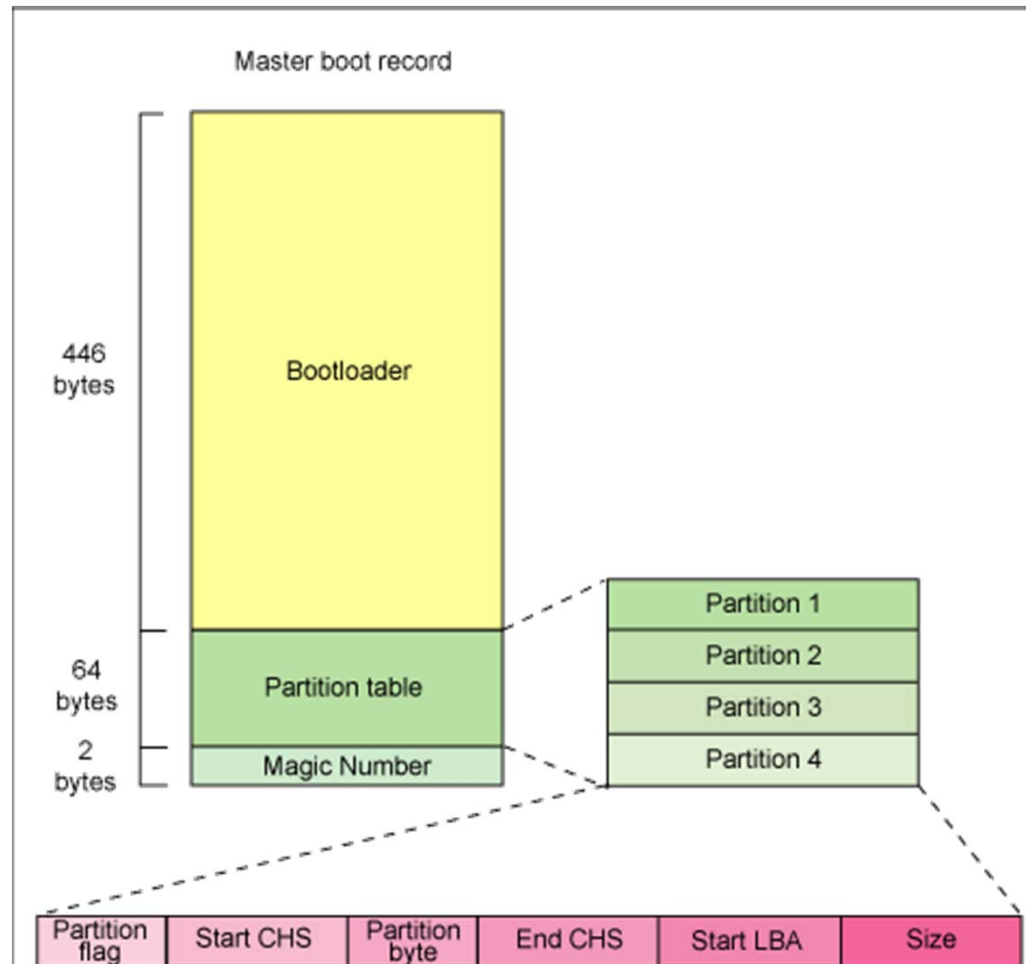 Master boot record
446
bytes
Bootloader
64
bytes
Partition table
2
bytes
Magic Number
Partition 1
Partition 2
Partition 3
Partition 4
Partition
flag
Start CHS
Partition
byte
End CHS
Start LBA
Size